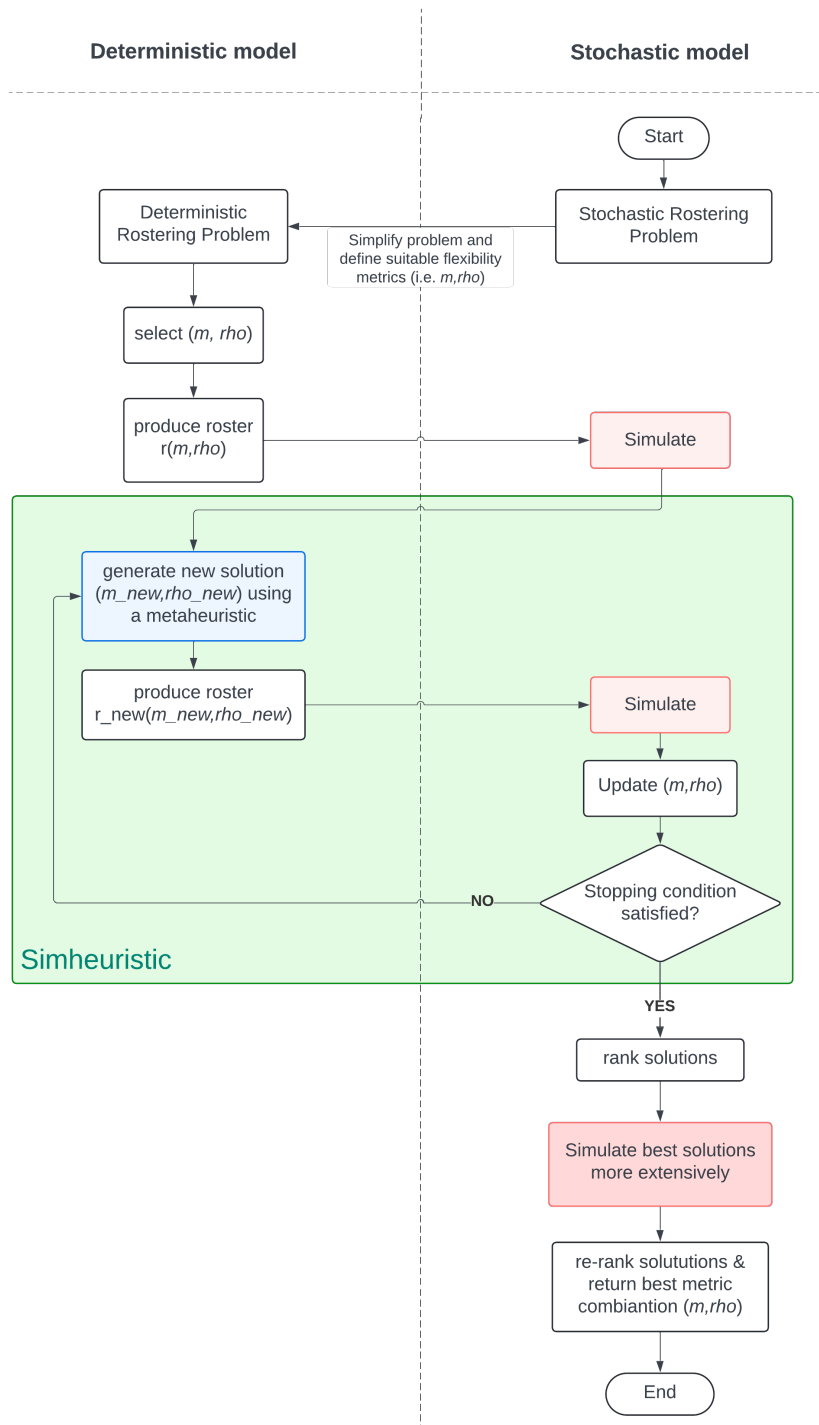 Deterministic model
Stochastic model
Start
Deterministic
Rostering Problem
Stochastic Rostering
Problem
Simplify problem and
define suitable flexibility
metrics (i.e. m,rho)
select (m, rho)
produce roster
r(m,rho)
Simulate
generate new solution
(m_new,rho_new) using
a metaheuristic
produce roster
r_new(m_new,rho_new)
Simulate
Update (m,rho)
Stopping condition
satisfied?
NO
Simheuristic
YES
rank solutions
Simulate best solutions
more extensively
re-rank solututions &
return best metric
combiantion (m,rho)
End